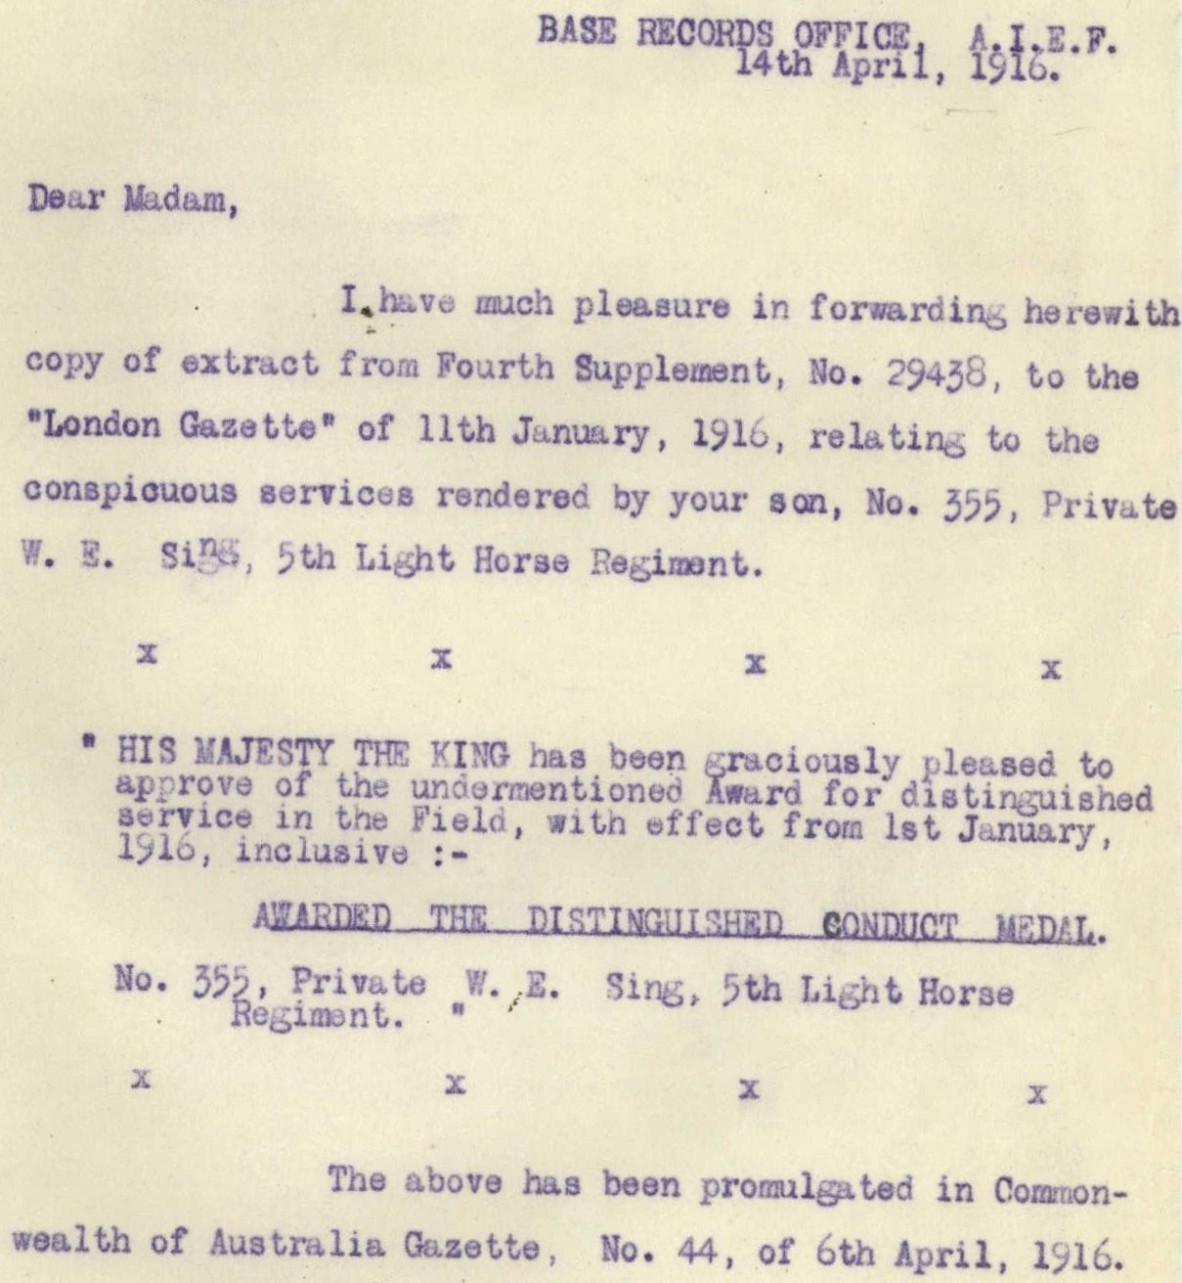 BASE RECORDS OFFICE, A.I.E.F.
14th April, 1916.
Dear Madam,
I have much pleasure in forwarding herewith
copy of extract from Fourth Supplement, No. 29438, to the
"London Gazette" of 11th January, 1916, relating to the
conspicuous services rendered by your son, No. 355, Private
W. E. Sing, 5th Light Horse Regiment.
x x x x
" HIS MAJESTY THE KING has been graciously pleased to
approve of the undermentioned Award for distinguished
service in the Field, with effect from 1st January,
1916, inclusive :-
AWARDED THE DISTINGUISHED CONDUCT MEDAL.
No. 355, Private W. E. Sing, 5th Light Horse
Regiment. "
x x x x
The above has been promulgated in Common-
wealth of Australia Gazette, No. 44, of 6th April, 1916.